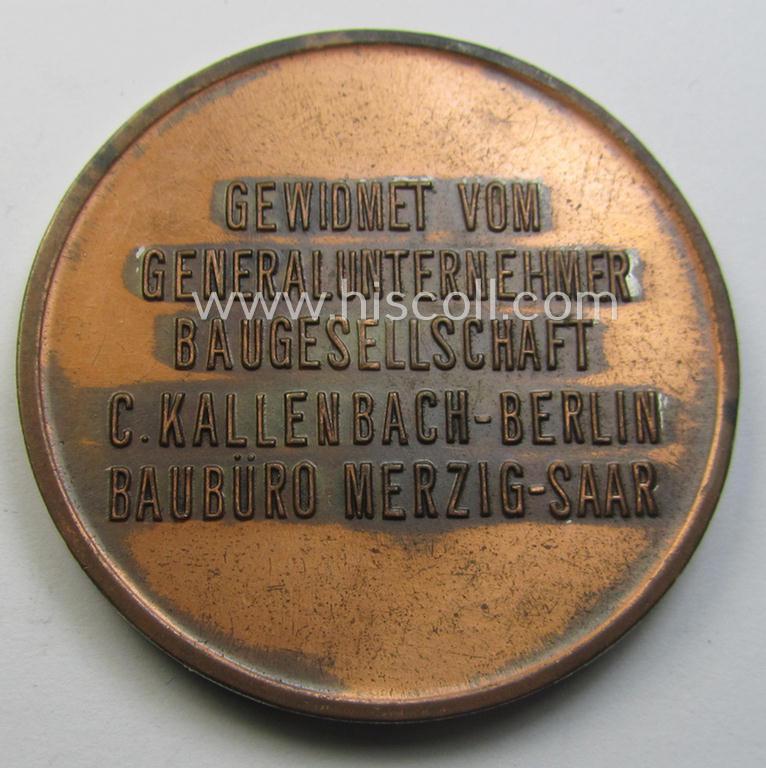 GEWIDMET VOM
GENERALUNTERNEHMER
www.hiscoll.com
BAUGESELLSCHAFT
C.KALLENBACH-BERLIN
BAUBÜRO MERZIG-SAAR